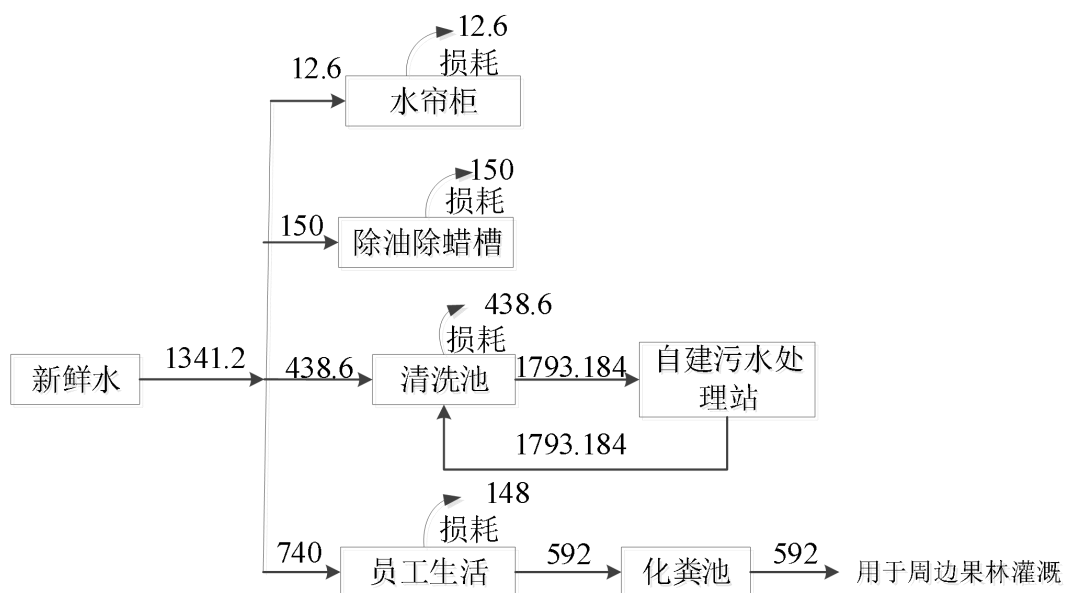 12.6
损耗
12.6
水帘柜
150
损耗
150
除油除蜡槽
438.6
损耗
新鲜水
1341.2
438.6
清洗池
1793.184
自建污水处
理站
1793.184
148
损耗
740
员工生活
592
化粪池
592
用于周边果林灌溉